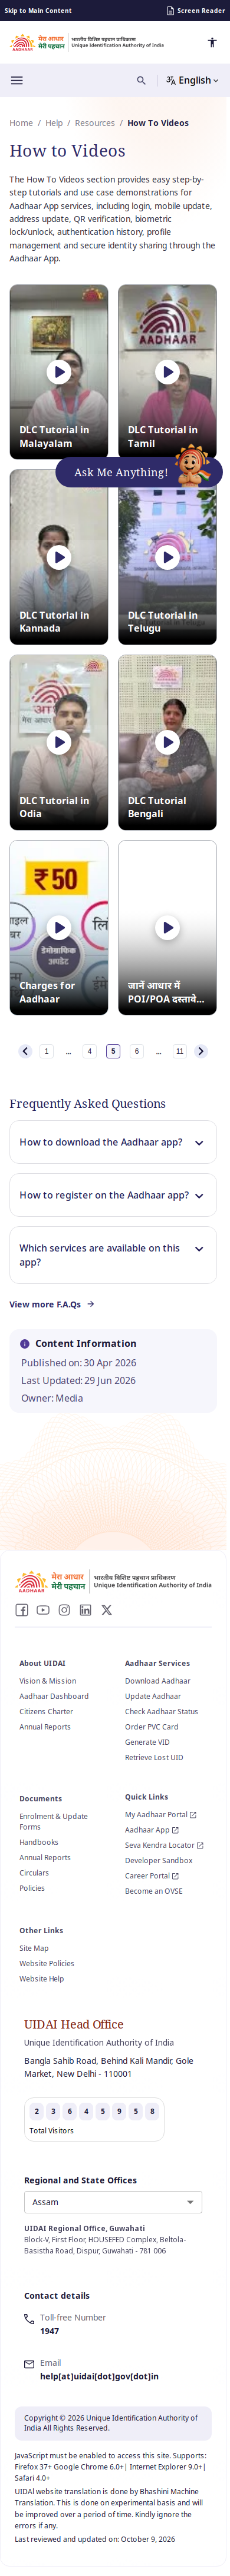 Skip to Main Content
Screen Reader
मेरा आधार
मेरी पहचान
भारतीय विशिष्ट पहचान प्राधिकरण
Unique Identification Authority of India
English
Home / Help / Resources / How To Videos
How to Videos
The How To Videos section provides easy step-by-
step tutorials and use case demonstrations for
Aadhaar App services, including login, mobile update,
address update, QR verification, biometric
lock/unlock, authentication history, profile
management and secure identity sharing through the
Aadhaar App.
DLC Tutorial in
Malayalam
AADHAAR
DLC Tutorial in
Tamil
Ask Me Anything!
DLC Tutorial in
Kannada
DLC Tutorial in
Telugu
DLC Tutorial in
Odia
DLC Tutorial
Bengali
₹50
डेमोग्राफिक
अपडेट
Charges for
Aadhaar
जानें आधार में
POI/POA दस्तावे...
1 ... 4 5 6 ... 11
Frequently Asked Questions
How to download the Aadhaar app?
How to register on the Aadhaar app?
Which services are available on this
app?
View more F.A.Qs
Content Information
Published on: 30 Apr 2026
Last Updated: 29 Jun 2026
Owner: Media
मेरा आधार
मेरी पहचान
भारतीय विशिष्ट पहचान प्राधिकरण
Unique Identification Authority of India
About UIDAI
Vision & Mission
Aadhaar Dashboard
Citizens Charter
Annual Reports
Aadhaar Services
Download Aadhaar
Update Aadhaar
Check Aadhaar Status
Order PVC Card
Generate VID
Retrieve Lost UID
Documents
Enrolment & Update
Forms
Handbooks
Annual Reports
Circulars
Policies
Quick Links
My Aadhaar Portal
Aadhaar App
Seva Kendra Locator
Developer Sandbox
Career Portal
Become an OVSE
Other Links
Site Map
Website Policies
Website Help
UIDAI Head Office
Unique Identification Authority of India
Bangla Sahib Road, Behind Kali Mandir, Gole
Market, New Delhi - 110001
2 3 6 4 5 9 5 8
Total Visitors
Regional and State Offices
Assam
UIDAI Regional Office, Guwahati
Block-V, First Floor, HOUSEFED Complex, Beltola-
Basistha Road, Dispur, Guwahati - 781 006
Contact details
Toll-free Number
1947
Email
help[at]uidai[dot]gov[dot]in
Copyright © 2026 Unique Identification Authority of
India All Rights Reserved.
JavaScript must be enabled to access this site. Supports:
Firefox 37+ Google Chrome 6.0+| Internet Explorer 9.0+|
Safari 4.0+
UIDAI website translation is done by Bhashini Machine
Translation. This is done on experimental basis and will
be improved over a period of time. Kindly ignore the
errors if any.
Last reviewed and updated on: October 9, 2026